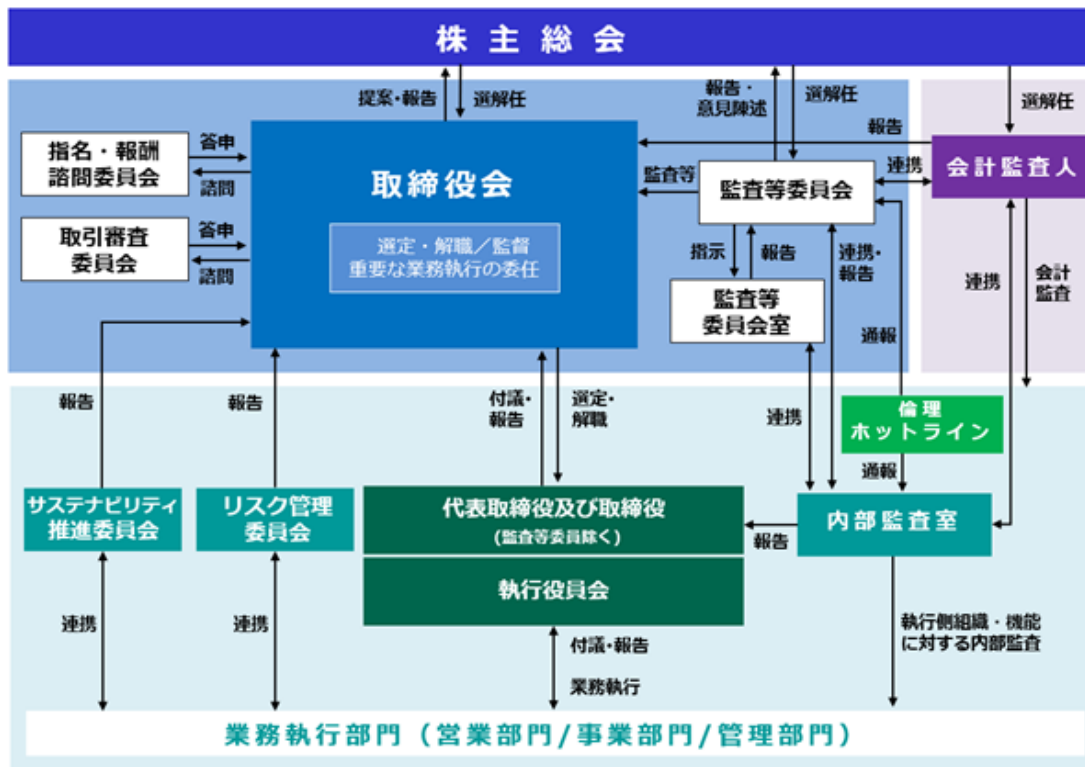 株主総会
提案・報告
選解任
報告・
意見陳述
選解任
選解任
指名・報酬
諮問委員会
答申
諮問
取締役会
選定・解職／監督
重要な業務執行の委任
監査等
監査等委員会
報告
連携
会計監査人
取引審査
委員会
答申
諮問
指示
報告
連携・
報告
監査等
委員会室
通報
連携
会計
監査
報告
報告
付議・
報告
選定・
解職
連携
倫理
ホットライン
通報
サステナビリティ
推進委員会
リスク管理
委員会
代表取締役及び取締役
(監査等委員除く)
執行役員会
報告
内部監査室
連携
連携
付議・報告
業務執行
執行側組織・機能
に対する内部監査
業務執行部門（営業部門/事業部門/管理部門）